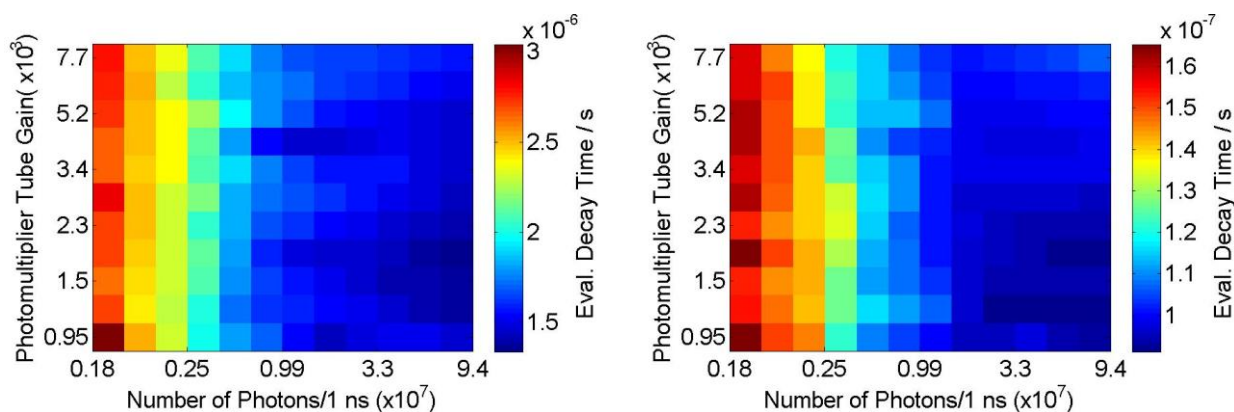 x 10⁻⁶
Photomultiplier Tube Gain( x10³)
7.7
5.2
3.4
2.3
1.5
0.95
0.18 0.25 0.99 3.3 9.4
Number of Photons/1 ns (x10⁷)
3
2.5
2
1.5
Eval. Decay Time / s
x 10⁻⁷
Photomultiplier Tube Gain( x10³)
7.7
5.2
3.4
2.3
1.5
0.95
0.18 0.25 0.99 3.3 9.4
Number of Photons/1 ns (x10⁷)
1.6
1.5
1.4
1.3
1.2
1.1
1
Eval. Decay Time / s